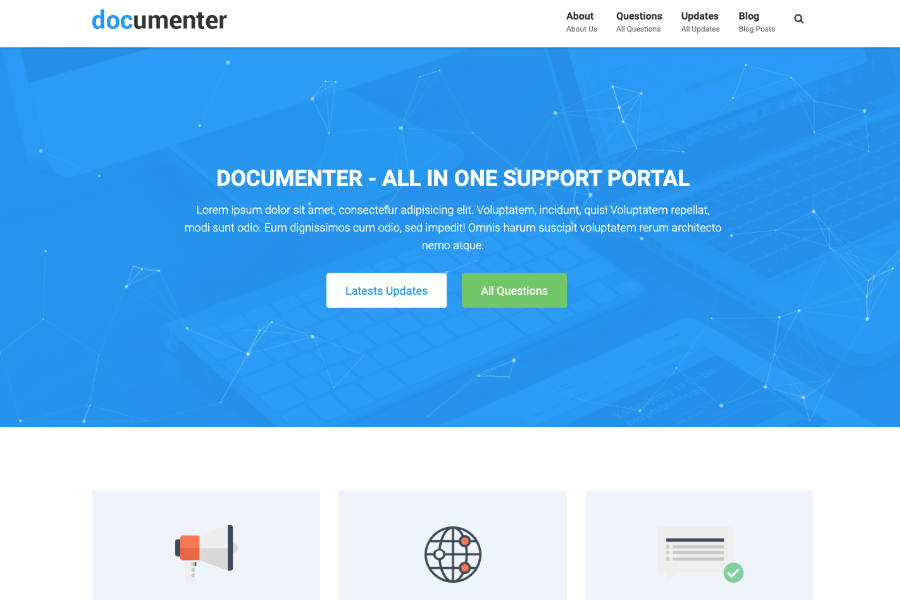 documenter
About
Questions
Updates
Blog
About Us
All Questions
All Updates
Blog Posts
DOCUMENTER - ALL IN ONE SUPPORT PORTAL
Lorem ipsum dolor sit amet, consectetur adipisicing elit. Voluptatem, incidunt, quis! Voluptatem repellat,
modi sunt odio. Eum dignissimos cum odio, sed impedit! Omnis harum suscipit voluptatem rerum architecto
nemo atque.
Latests Updates
All Questions